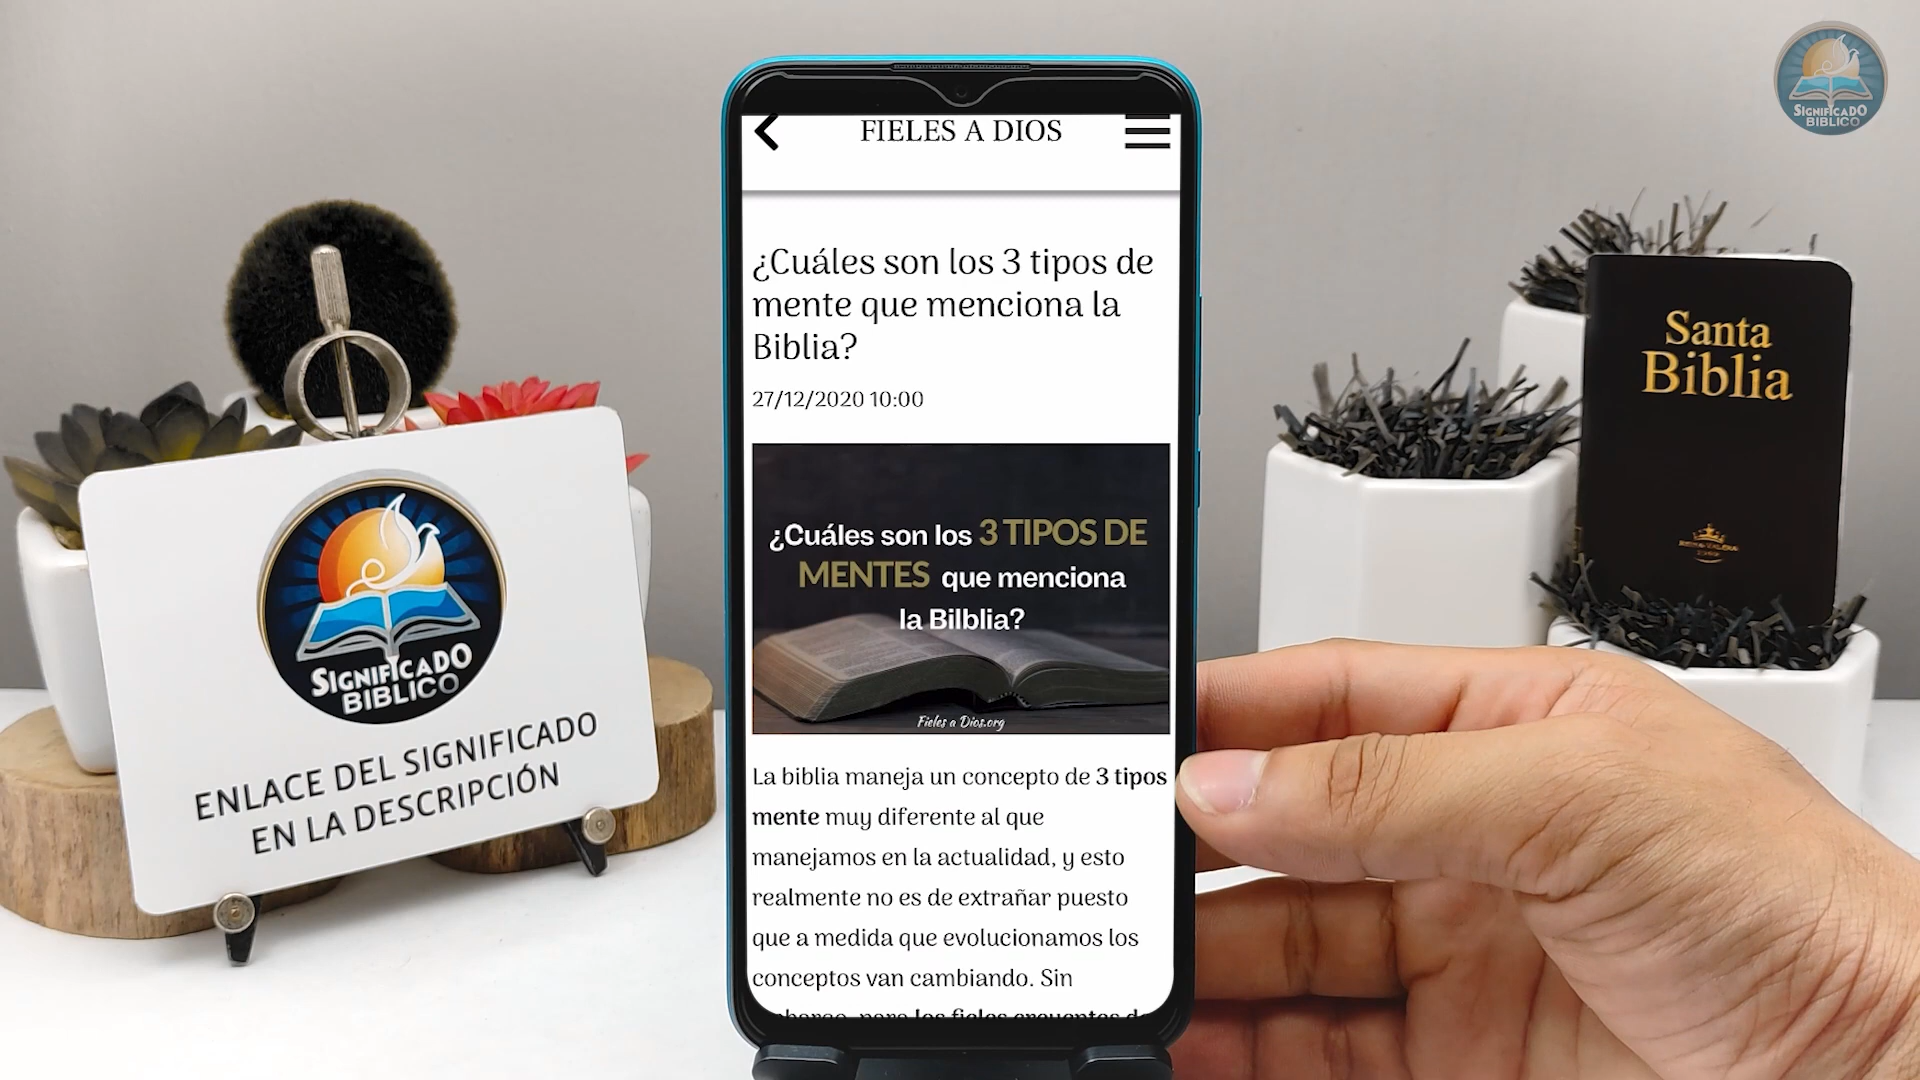 SIGNIFICADO
BIBLICO
FIELES A DIOS
¿Cuáles son los 3 tipos de
mente que menciona la
Biblia?
27/12/2020 10:00
¿Cuáles son los 3 TIPOS DE
MENTES que menciona
la Bilblia?
Fieles a Dios.org
La biblia maneja un concepto de 3 tipos
mente muy diferente al que
manejamos en la actualidad, y esto
realmente no es de extrañar puesto
que a medida que evolucionamos los
conceptos van cambiando. Sin
SIGNIFICADO
BIBLICO
ENLACE DEL SIGNIFICADO
EN LA DESCRIPCIÓN
Santa
Biblia